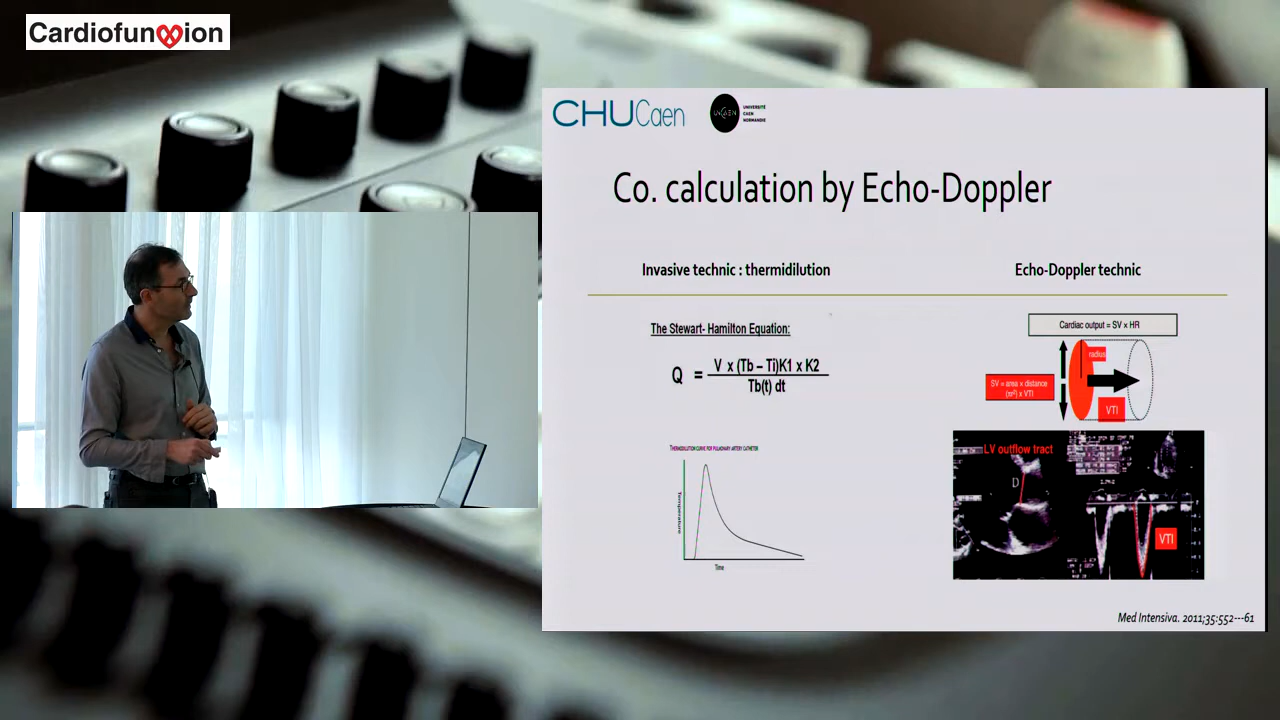 Cardiofunion
CHUCaen
UNICAEN
UNIVERSITÉ
CAEN
NORMANDIE
Co. calculation by Echo-Doppler
Invasive technic : thermidilution
Echo-Doppler technic
The Stewart- Hamilton Equation:
Q = V x (Tb – Ti)K1 x K2
Tb(t) dt
THERMODILUTION CURVE FOR PULMONARY ARTERY CATHETER
Temperature
Time
Cardiac output = SV × HR
radius
SV = area × distance
(πr²) × VTI
VTI
LV outflow tract
D
VTI
Med Intensiva. 2011;35:552---61